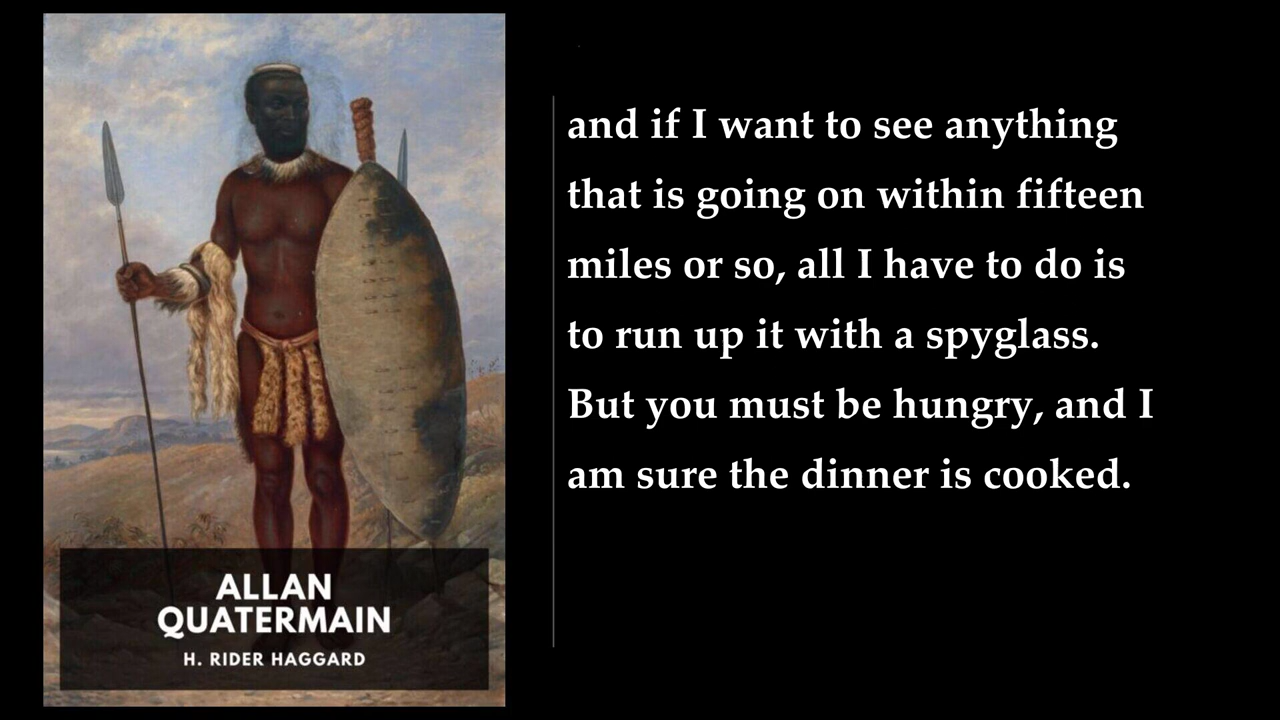 ALLAN
QUATERMAIN
H. RIDER HAGGARD
and if I want to see anything
that is going on within fifteen
miles or so, all I have to do is
to run up it with a spyglass.
But you must be hungry, and I
am sure the dinner is cooked.